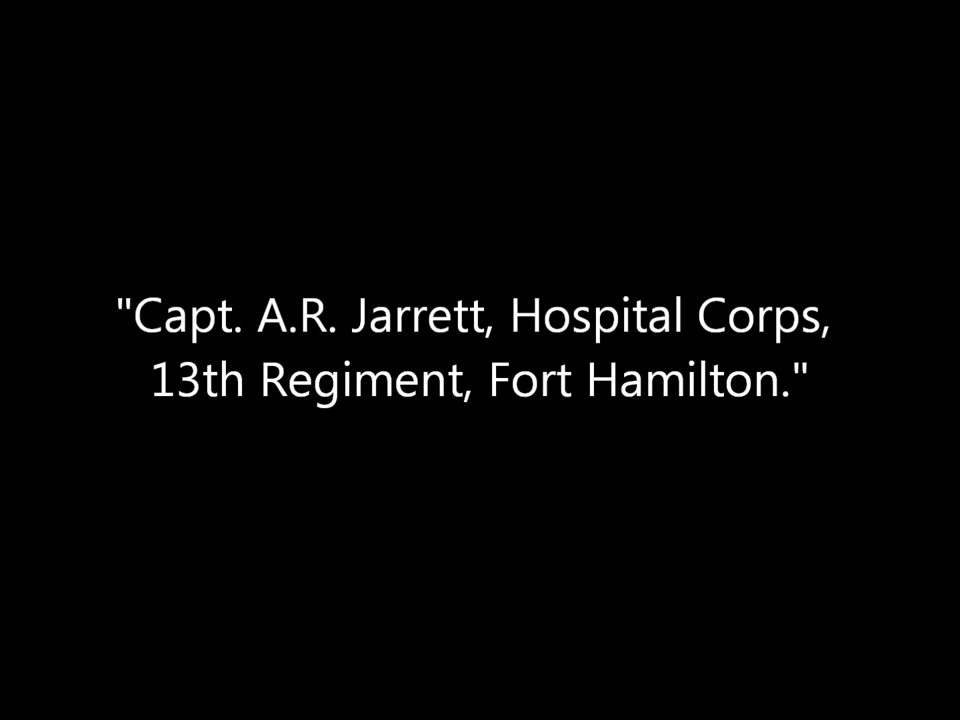 "Capt. A.R. Jarrett, Hospital Corps,
13th Regiment, Fort Hamilton."